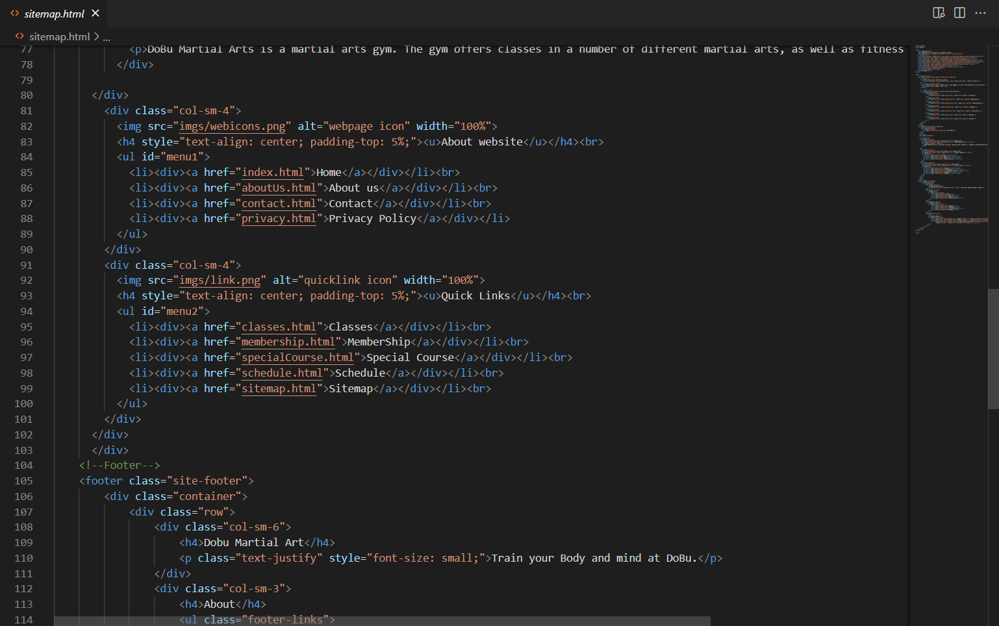 sitemap.html
sitemap.html > ...
77 <p>DoBu Martial Arts is a martial arts gym. The gym offers classes in a number of different martial arts, as well as fitness
78 </div>
79
80 </div>
81 <div class="col-sm-4">
82 <img src="imgs/webicons.png" alt="webpage icon" width="100%">
83 <h4 style="text-align: center; padding-top: 5%;"><u>About website</u></h4><br>
84 <ul id="menu1">
85 <li><div><a href="index.html">Home</a></div></li><br>
86 <li><div><a href="aboutUs.html">About us</a></div></li><br>
87 <li><div><a href="contact.html">Contact</a></div></li><br>
88 <li><div><a href="privacy.html">Privacy Policy</a></div></li>
89 </ul>
90 </div>
91 <div class="col-sm-4">
92 <img src="imgs/link.png" alt="quicklink icon" width="100%">
93 <h4 style="text-align: center; padding-top: 5%;"><u>Quick Links</u></h4><br>
94 <ul id="menu2">
95 <li><div><a href="classes.html">Classes</a></div></li><br>
96 <li><div><a href="membership.html">MemberShip</a></div></li><br>
97 <li><div><a href="specialCourse.html">Special Course</a></div></li><br>
98 <li><div><a href="schedule.html">Schedule</a></div></li><br>
99 <li><div><a href="sitemap.html">Sitemap</a></div></li><br>
100 </ul>
101 </div>
102 </div>
103 </div>
104 <!--Footer-->
105 <footer class="site-footer">
106 <div class="container">
107 <div class="row">
108 <div class="col-sm-6">
109 <h4>Dobu Martial Art</h4>
110 <p class="text-justify" style="font-size: small;">Train your Body and mind at DoBu.</p>
111 </div>
112 <div class="col-sm-3">
113 <h4>About</h4>
114 <ul class="footer-links">